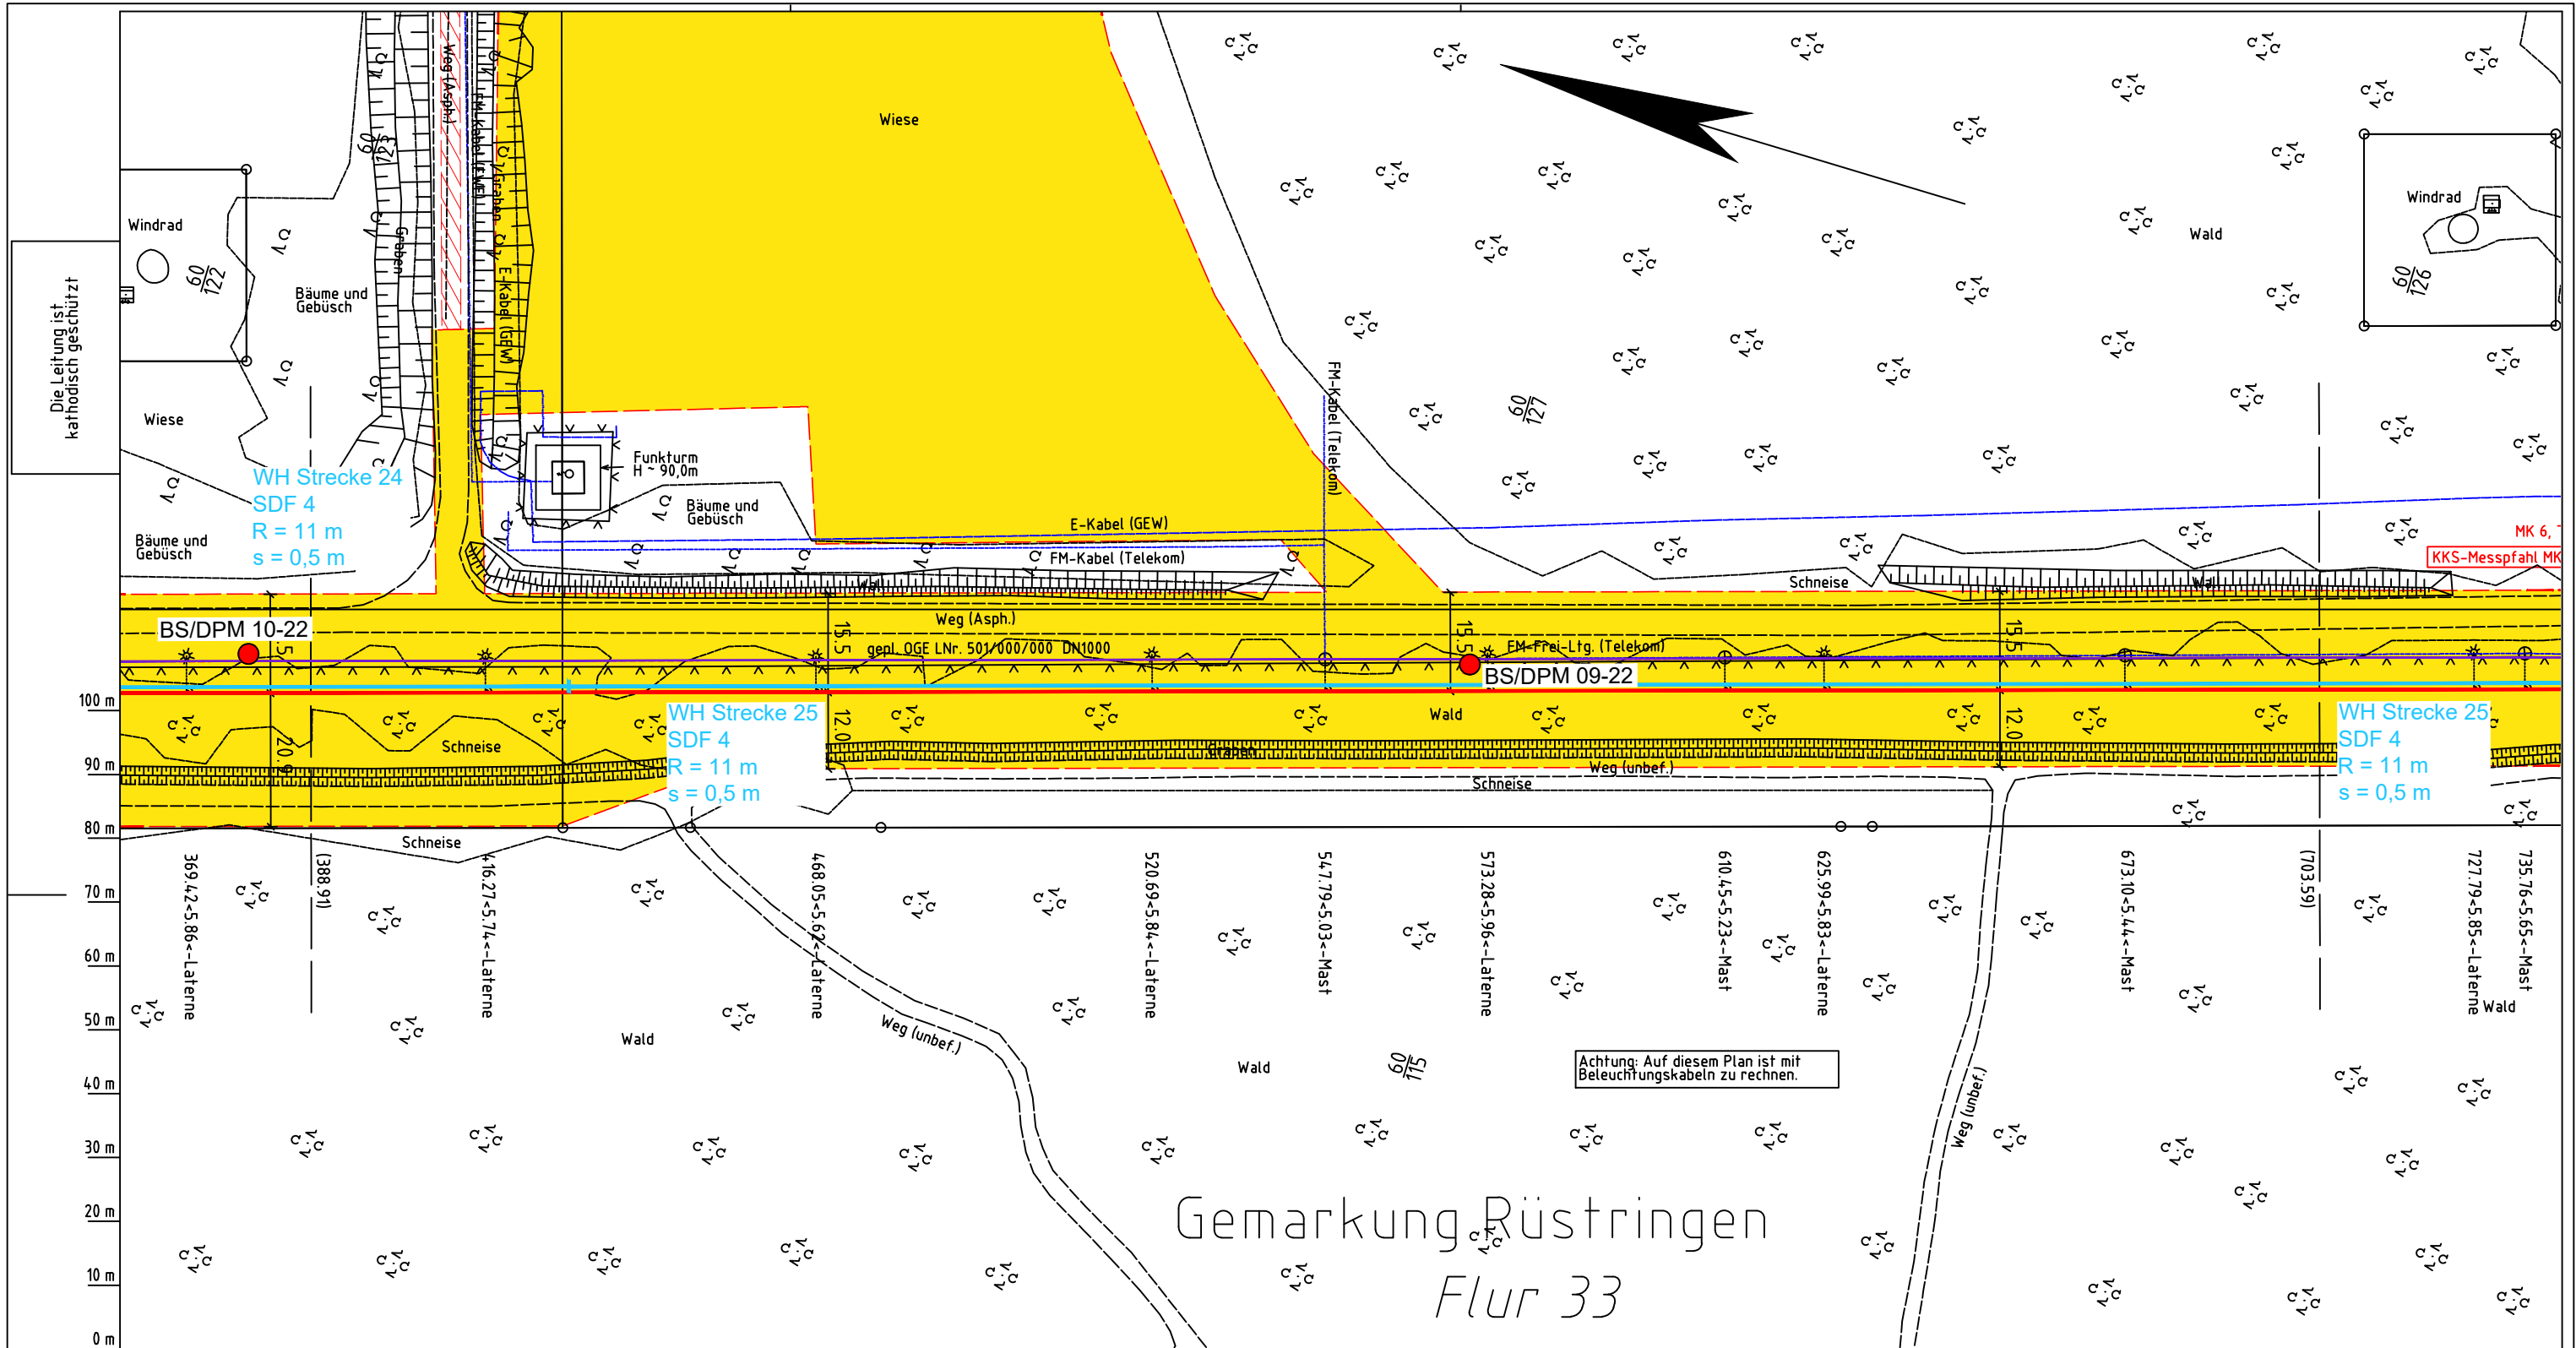 Weg (Asph.)
FM-Kabel (EWE)
Graben
E-Kabel (GEW)
Graben
60
125
Wiese
Windrad
60
122
Bäume und
Gebüsch
Die Leitung ist
kathodisch geschützt
Wiese
WH Strecke 24
SDF 4
R = 11 m
s = 0,5 m
Bäume und
Gebüsch
Funkturm
H ~ 90,0m
Bäume und
Gebüsch
FM-Kabel (Telekom)
E-Kabel (GEW)
FM-Kabel (Telekom)
60
127
Wald
Windrad
60
126
MK 6,
KKS-Messpfahl MK
Schneise
Wall
Wall
Weg (Asph.)
BS/DPM 10-22
15.5
15.5
15.5
gepl. OGE LNr. 501/000/000 DN1000
FM-Frei-Ltg. (Telekom)
BS/DPM 09-22
100 m
90 m
80 m
70 m
60 m
50 m
40 m
30 m
20 m
10 m
0 m
20.9
12.0
12.0
Schneise
WH Strecke 25
SDF 4
R = 11 m
s = 0,5 m
Wald
Graben
Weg (unbef.)
Schneise
WH Strecke 25
SDF 4
R = 11 m
s = 0,5 m
Schneise
369.42<5.86<-Laterne
(388.91)
416.27<5.74<-Laterne
468.05<5.62<-Laterne
520.69<5.84<-Laterne
547.79<5.03<-Mast
573.28<5.96<-Laterne
610.45<5.23<-Mast
625.99<5.83<-Laterne
673.10<5.44<-Mast
(703.59)
727.79<5.85<-Laterne
735.76<5.65<-Mast
Wald
Wald
Weg (unbef.)
Wald
60
115
Achtung: Auf diesem Plan ist mit
Beleuchtungskabeln zu rechnen.
Weg (unbef.)
Gemarkung Rüstringen
Flur 33